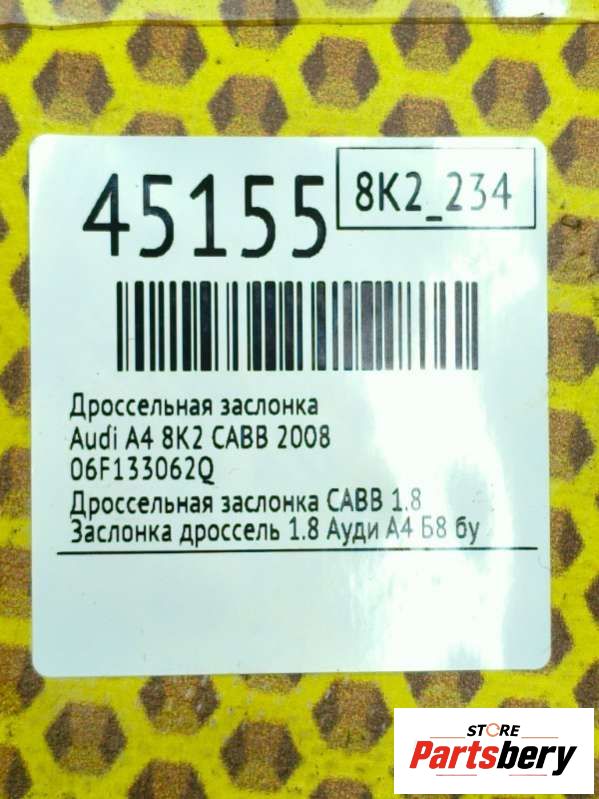 45155
8K2_234
Дроссельная заслонка
Audi A4 8K2 CABB 2008
06F133062Q
Дроссельная заслонка CABB 1.8
Заслонка дроссель 1.8 Ауди А4 Б8 бу
STORE
Partsbery